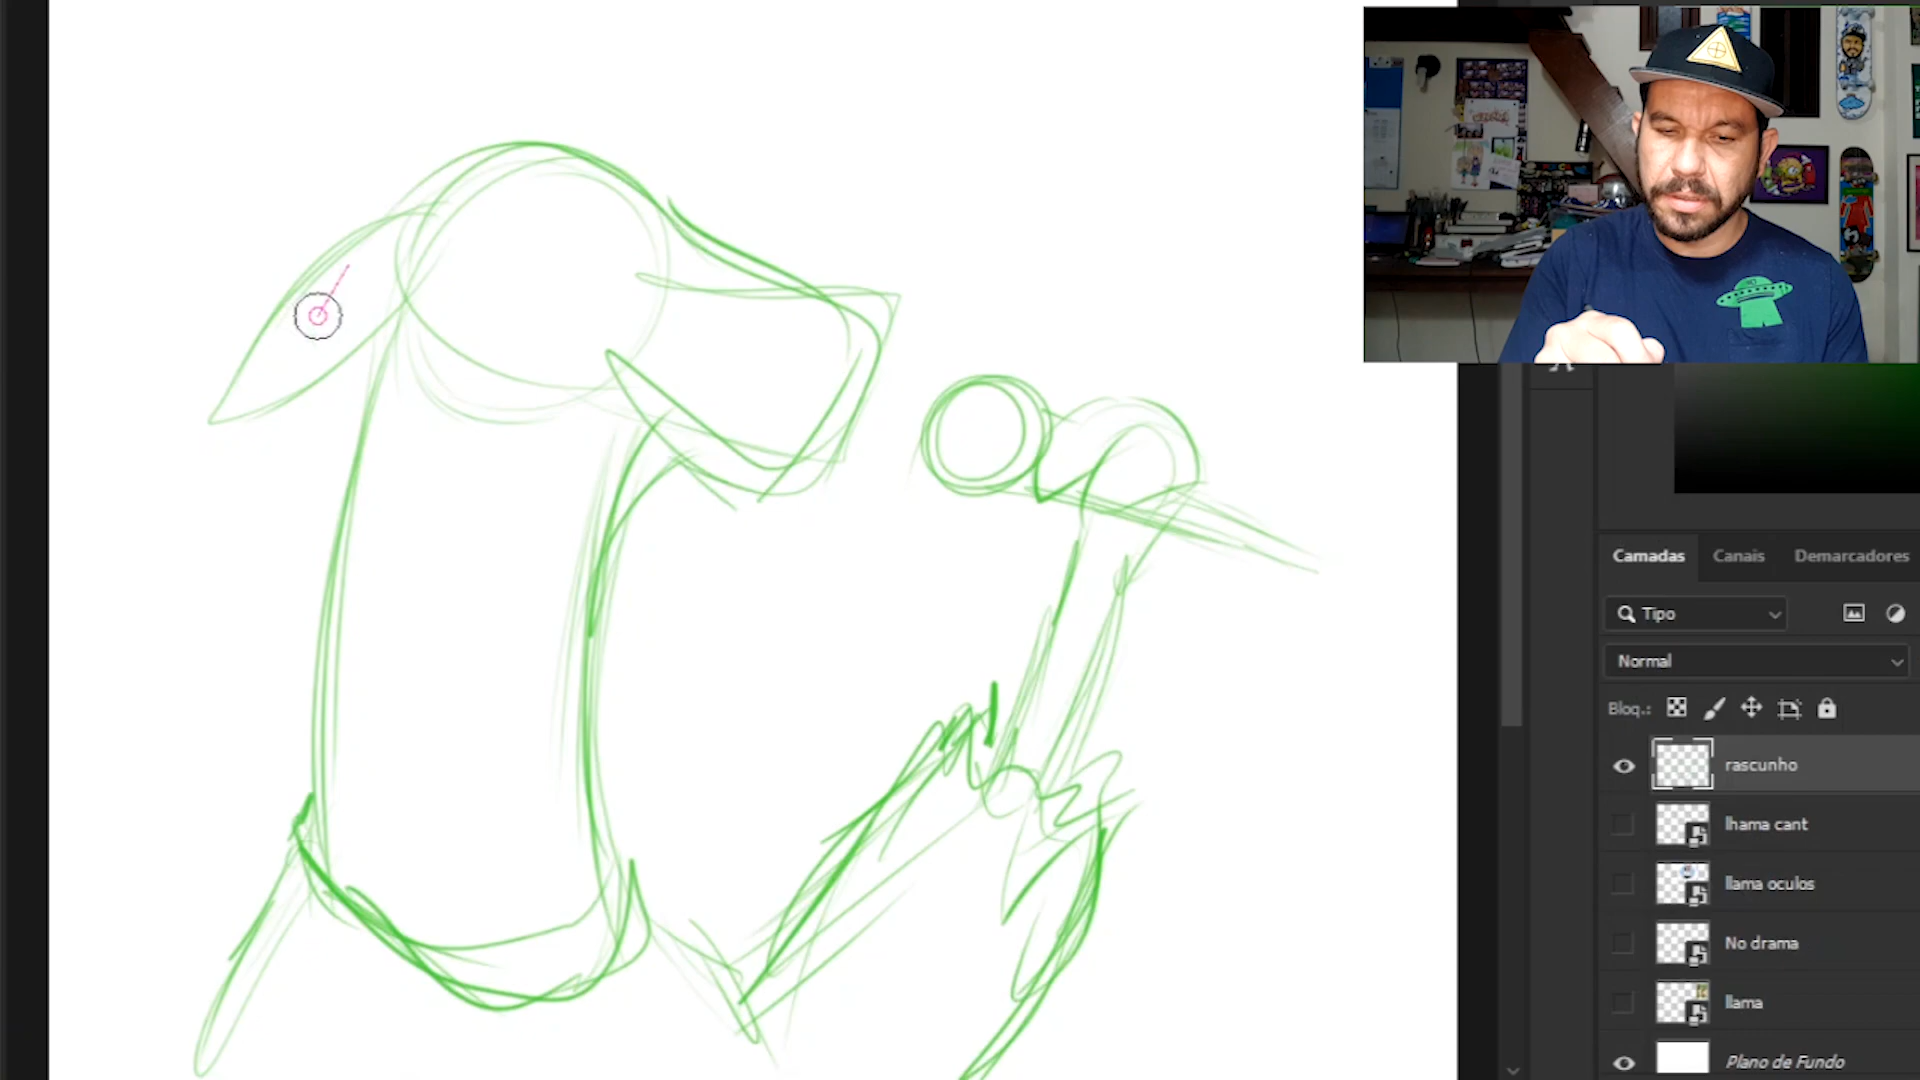 Camadas Canais Demarcadores
Tipo
Normal
Bloq.:
rascunho
lhama cant
llama oculos
No drama
llama
Plano de Fundo